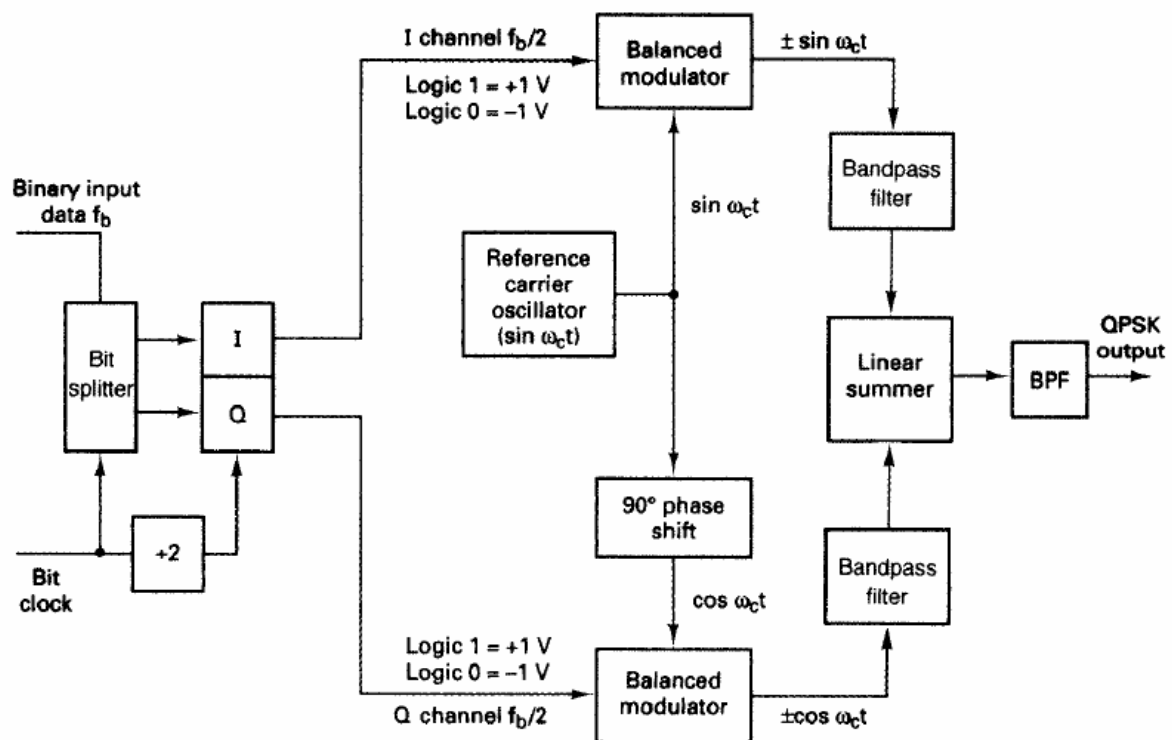 I channel f_b/2
Logic 1 = +1 V
Logic 0 = −1 V
Balanced
modulator
± sin ω_ct
Bandpass
filter
Binary input
data f_b
sin ω_ct
Reference
carrier
oscillator
(sin ω_ct)
Bit
splitter
I
Q
Linear
summer
BPF
QPSK
output
+2
Bit
clock
90° phase
shift
cos ω_ct
Bandpass
filter
Logic 1 = +1 V
Logic 0 = −1 V
Q channel f_b/2
Balanced
modulator
±cos ω_ct